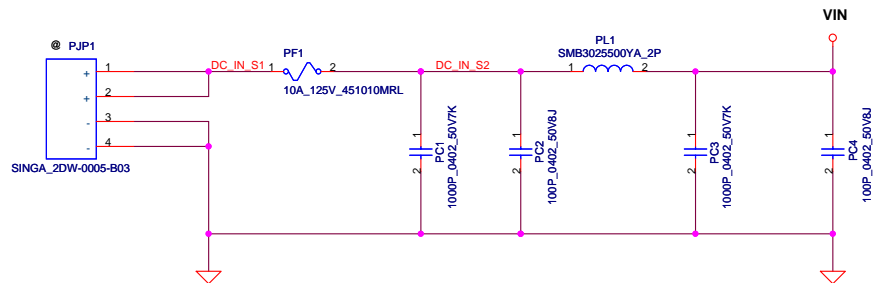 VIN
@ PJP1
PF1
PL1
SMB3025500YA_2P
DC_IN_S1
DC_IN_S2
1
1
2
1
2
+
2
+
10A_125V_451010MRL
3
-
4
-
SINGA_2DW-0005-B03
1
2
PC1
1000P_0402_50V7K
1
2
PC2
100P_0402_50V8J
1
2
PC3
1000P_0402_50V7K
1
2
PC4
100P_0402_50V8J